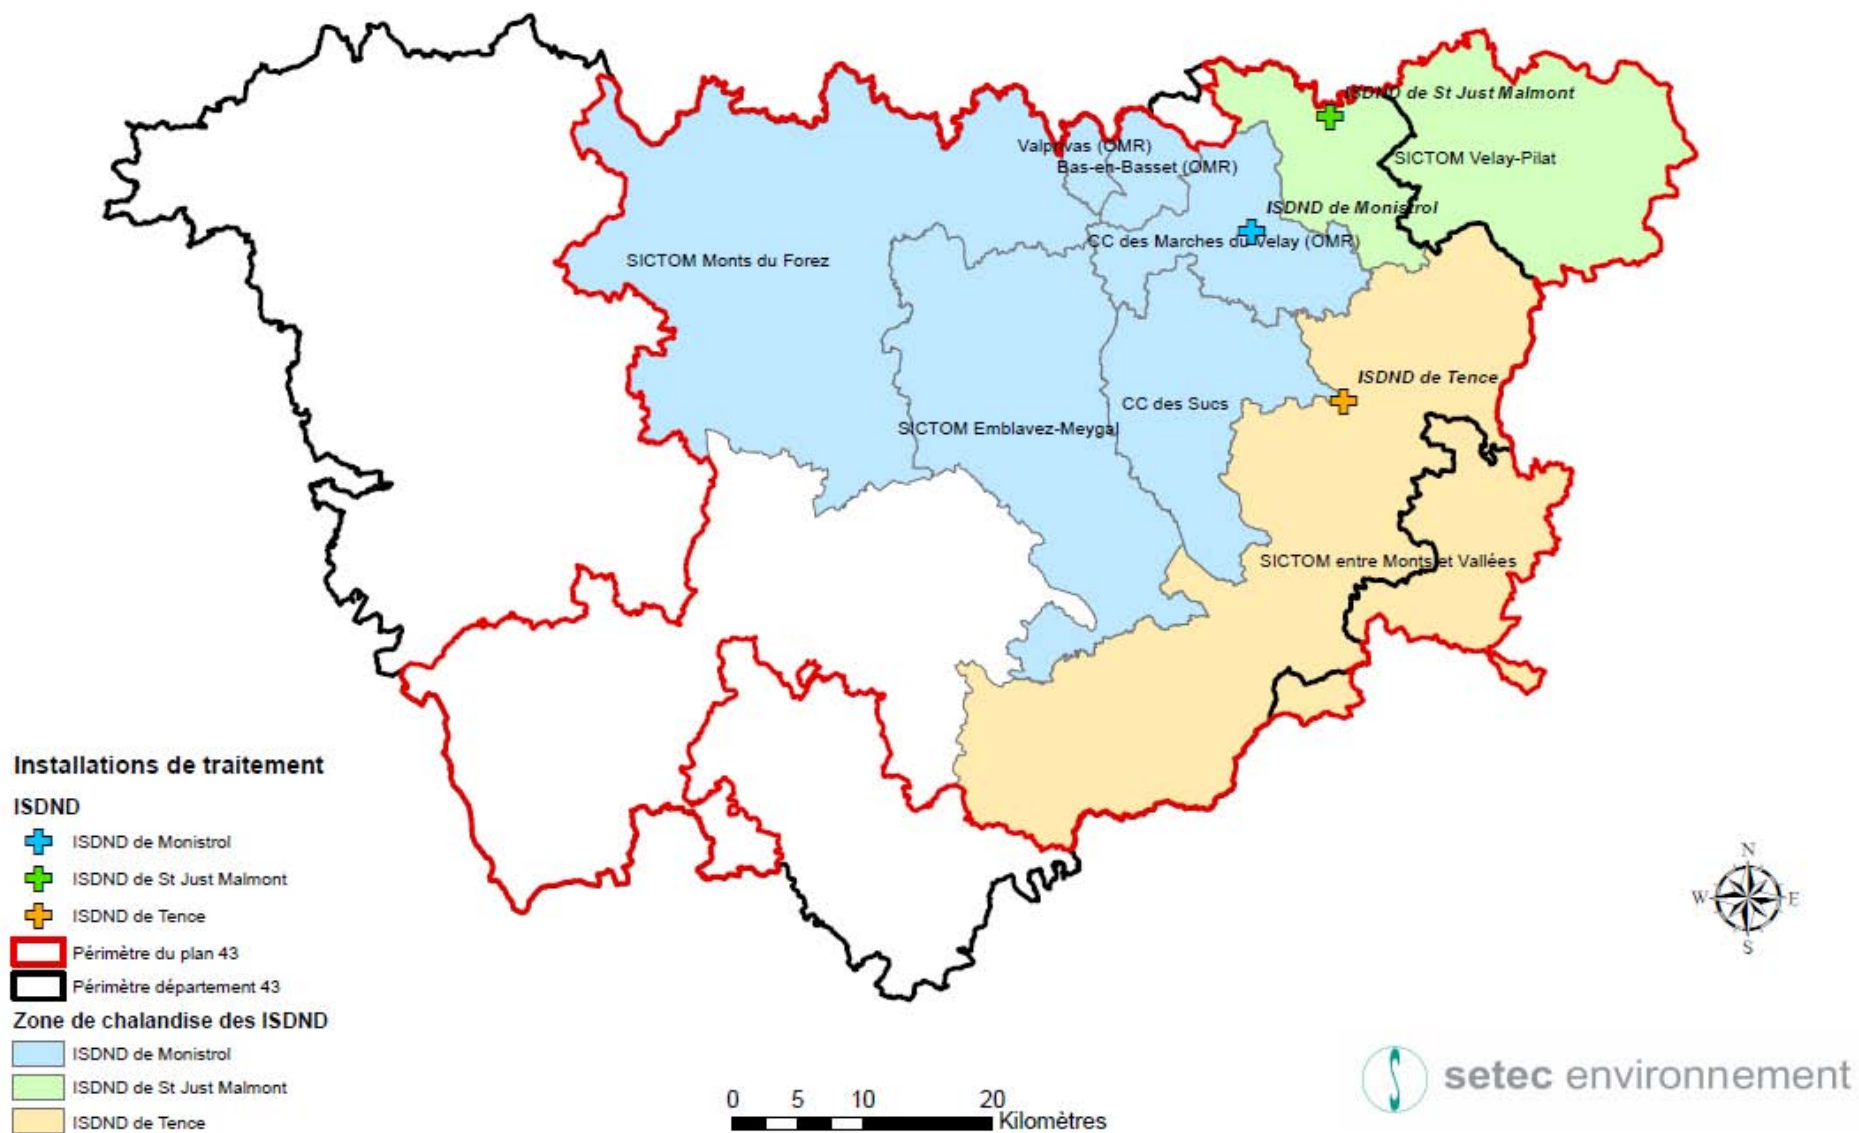 ISDND de St Just Malmont
Valprivas (OMR)
Bas-en-Basset (OMR)
SICTOM Velay-Pilat
ISDND de Monistrol
CC des Marches du Velay (OMR)
SICTOM Monts du Forez
ISDND de Tence
CC des Sucs
SICTOM Emblavez-Meygal
SICTOM entre Monts et Vallées
Installations de traitement
ISDND
ISDND de Monistrol
ISDND de St Just Malmont
ISDND de Tence
Périmètre du plan 43
Périmètre département 43
Zone de chalandise des ISDND
ISDND de Monistrol
ISDND de St Just Malmont
ISDND de Tence
0 5 10 20
Kilomètres
N
W E
S
setec environnement